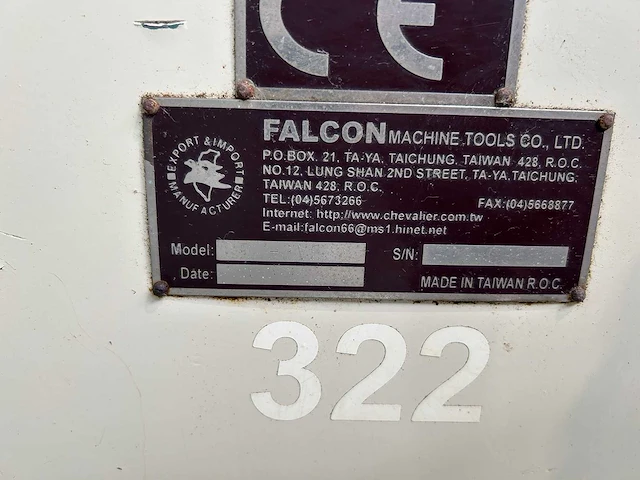 CE
EXPORT & IMPORT
MANUFACTURER
FALCON MACHINE TOOLS CO., LTD.
P.O.BOX. 21, TA-YA, TAICHUNG, TAIWAN 428, R.O.C.
NO.12, LUNG SHAN 2ND STREET, TA-YA, TAICHUNG,
TAIWAN 428, R.O.C.
TEL:(04)5673266 FAX:(04)5668877
Internet: http://www.chevalier.com.tw
E-mail:falcon66@ms1.hinet.net
Model: S/N:
Date: MADE IN TAIWAN R.O.C.
322